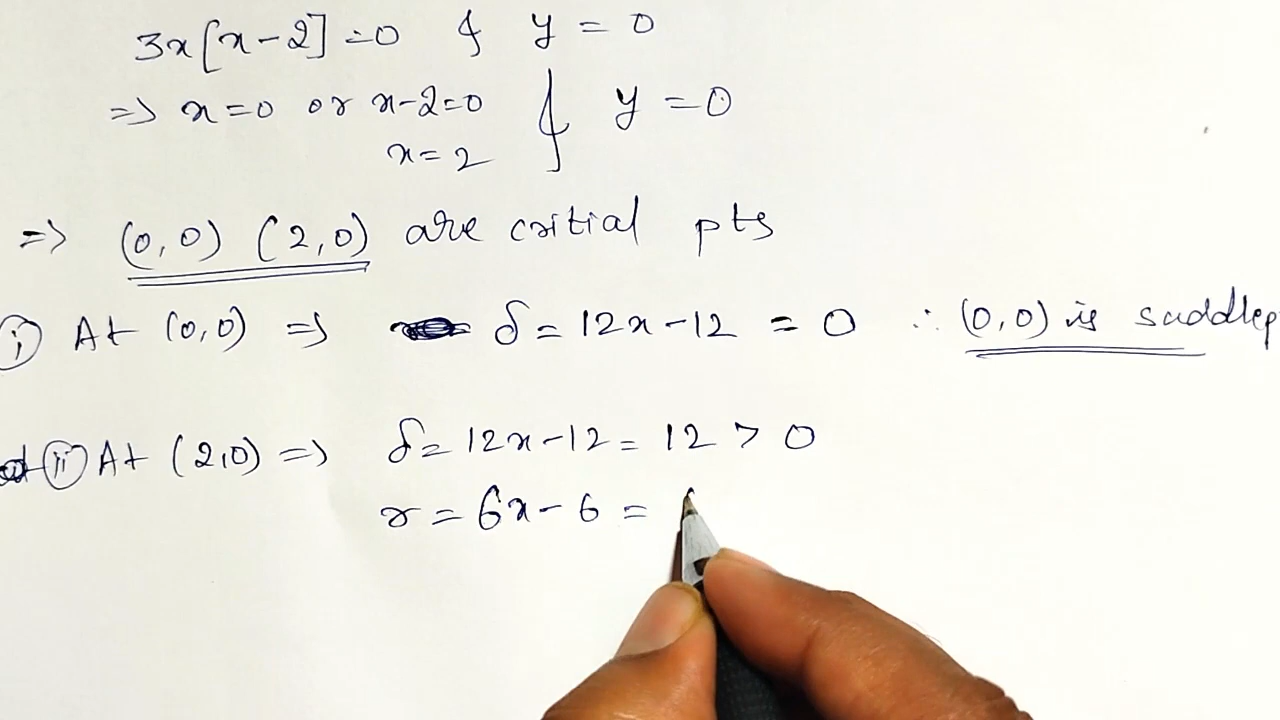 3x[x-2]=0 & y = 0
=> x=0 or x-2=0 } y=0
x=2
=> (0,0) (2,0) are critical pts
(i) At (0,0) => δ = 12x-12 = 0 ∴ (0,0) is saddlep
(ii) At (2,0) => δ = 12x-12 = 12 > 0
r = 6x-6 =